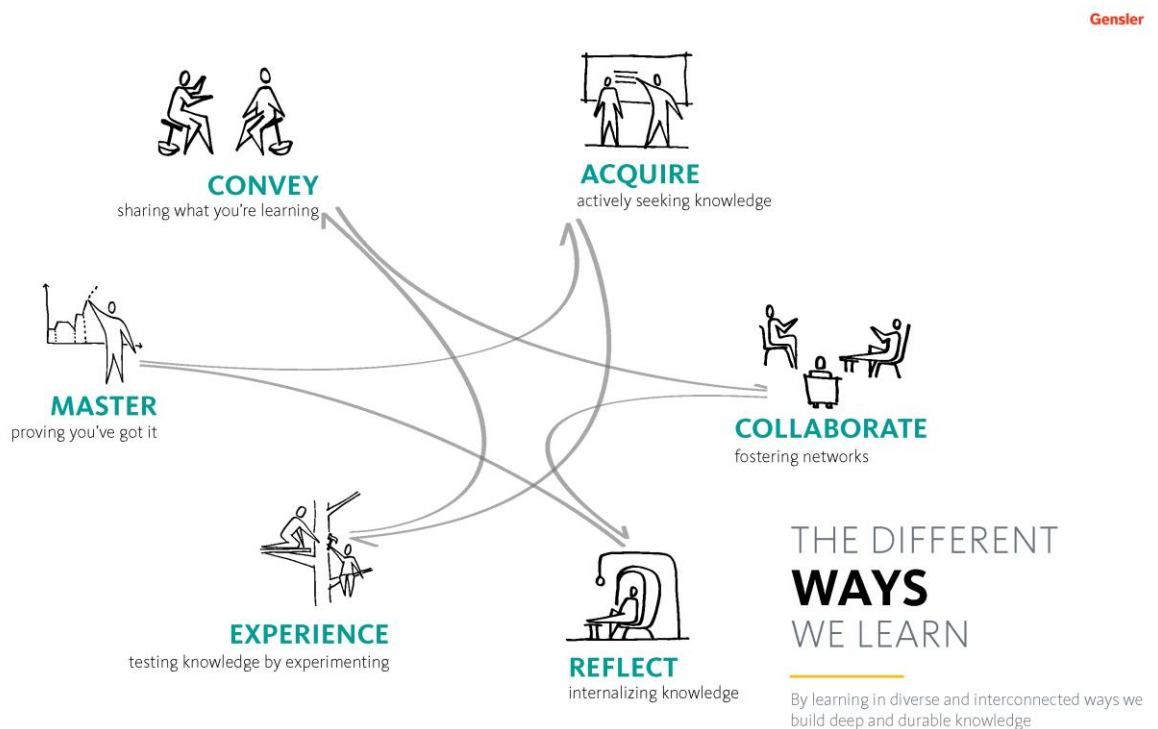 Gensler
CONVEY
sharing what you're learning
ACQUIRE
actively seeking knowledge
MASTER
proving you've got it
COLLABORATE
fostering networks
EXPERIENCE
testing knowledge by experimenting
REFLECT
internalizing knowledge
THE DIFFERENT
WAYS
WE LEARN
By learning in diverse and interconnected ways we
build deep and durable knowledge